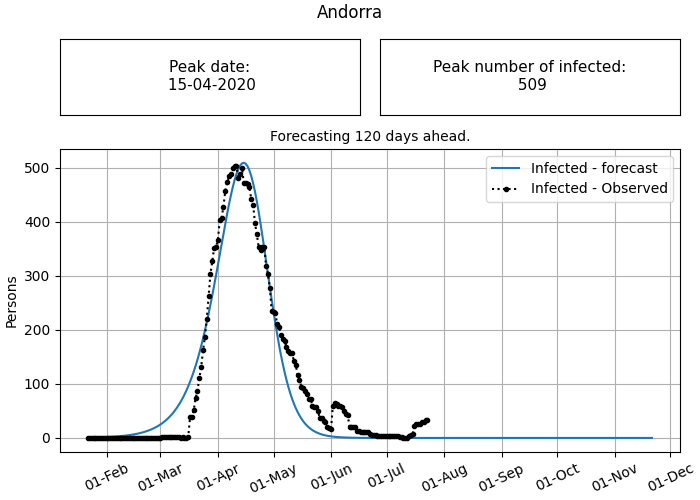 Andorra
Peak date:
15-04-2020
Peak number of infected:
509
Forecasting 120 days ahead.
Infected - forecast
Infected - Observed
Persons
500
400
300
200
100
0
01-Feb
01-Mar
01-Apr
01-May
01-Jun
01-Jul
01-Aug
01-Sep
01-Oct
01-Nov
01-Dec